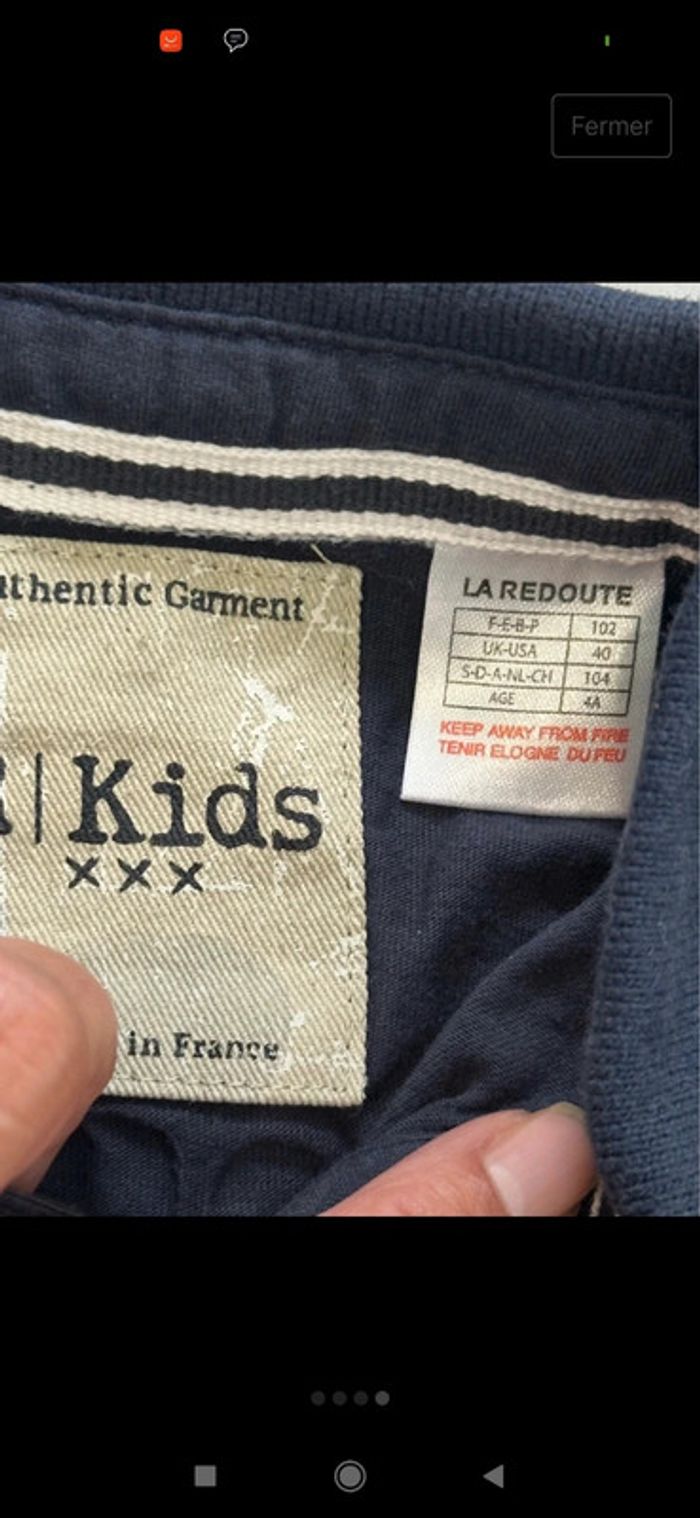 Fermer
uthentic Garment
Kids
xxx
in France
LA REDOUTE
F-E-B-P 102
UK-USA 40
S-D-A-NL-CH 104
AGE 4A
KEEP AWAY FROM FIRE
TENIR ELOGNE DU FEU